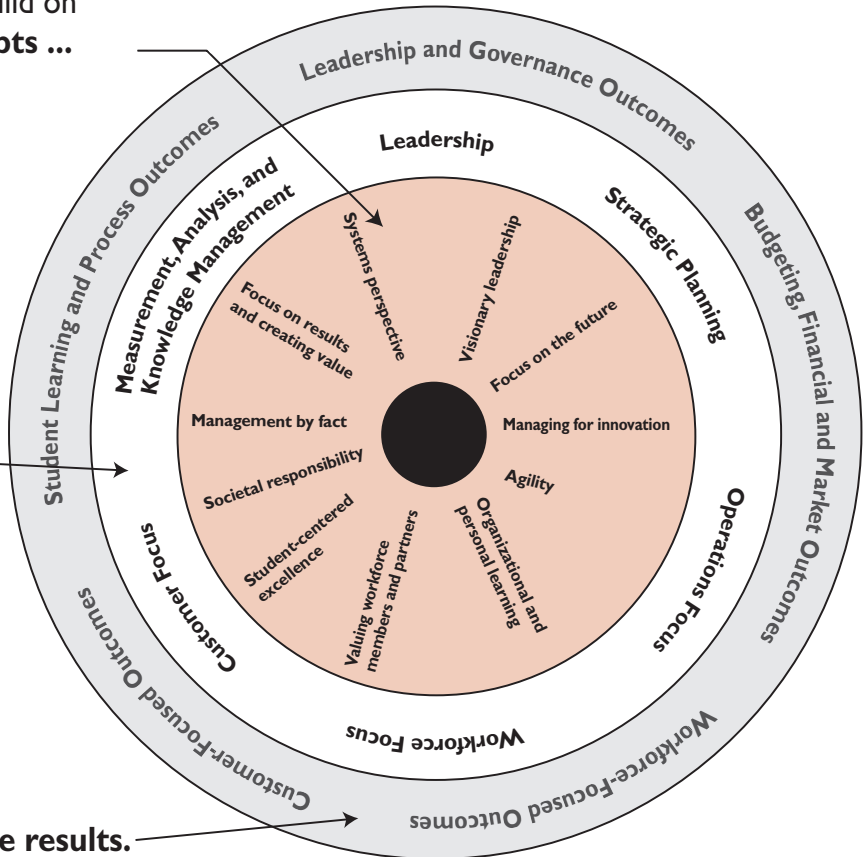 on
...
Leadership and Governance Outcomes
Budgeting, Financial and Market Outcomes
Workforce-Focused Outcomes
Customer-Focused Outcomes
Student Learning and Process Outcomes
Leadership
Strategic Planning
Operations Focus
Workforce Focus
Customer Focus
Measurement, Analysis, and
Knowledge Management
Systems perspective
Visionary leadership
Focus on the future
Managing for innovation
Agility
Organizational and
personal learning
Valuing workforce
members and partners
Student-centered
excellence
Societal responsibility
Management by fact
Focus on results
and creating value
results.